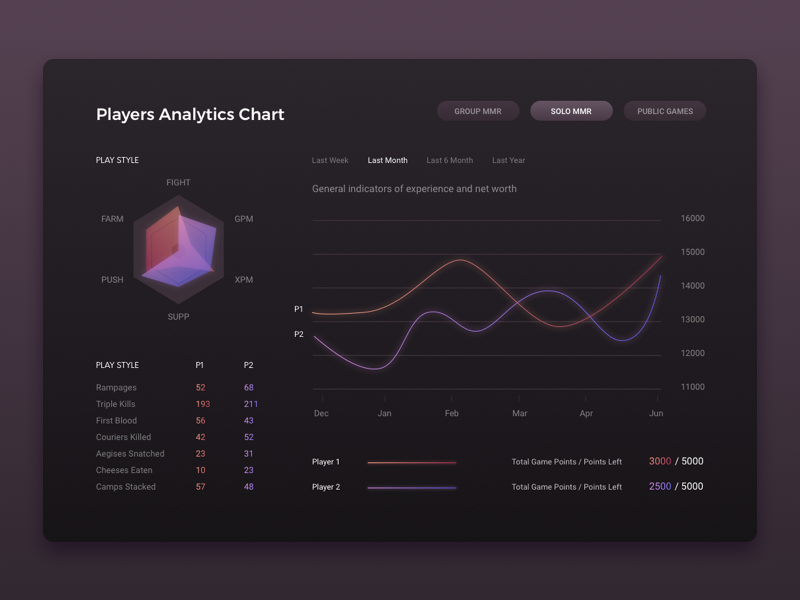 Players Analytics Chart
GROUP MMR
SOLO MMR
PUBLIC GAMES
PLAY STYLE
FIGHT
FARM
GPM
PUSH
XPM
SUPP
Last Week
Last Month
Last 6 Month
Last Year
General indicators of experience and net worth
16000
15000
14000
13000
12000
11000
P1
P2
Dec
Jan
Feb
Mar
Apr
Jun
PLAY STYLE P1 P2
Rampages 52 68
Triple Kills 193 211
First Blood 56 43
Couriers Killed 42 52
Aegises Snatched 23 31
Cheeses Eaten 10 23
Camps Stacked 57 48
Player 1
Total Game Points / Points Left 3000 / 5000
Player 2
Total Game Points / Points Left 2500 / 5000